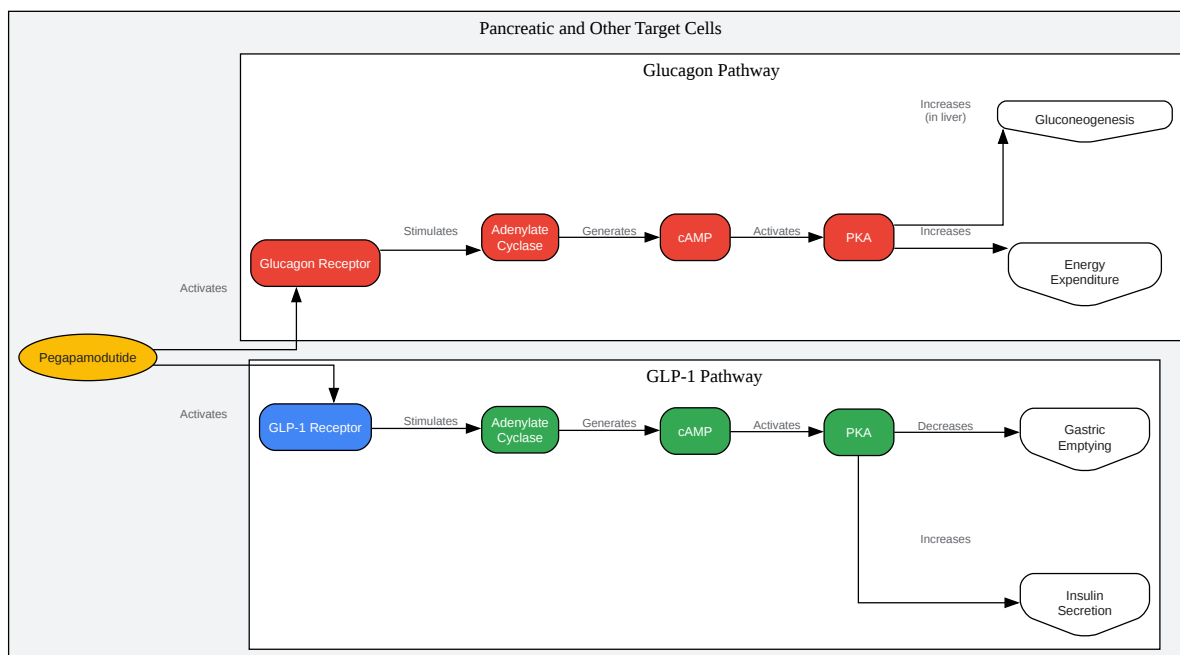 Pancreatic and Other Target Cells
Glucagon Pathway
Increases
(in liver)
Gluconeogenesis
Glucagon Receptor
Stimulates
Adenylate
Cyclase
Generates
cAMP
Activates
PKA
Increases
Energy
Expenditure
Activates
Pegapamodutide
Activates
GLP-1 Pathway
GLP-1 Receptor
Stimulates
Adenylate
Cyclase
Generates
cAMP
Activates
PKA
Decreases
Gastric
Emptying
Increases
Insulin
Secretion